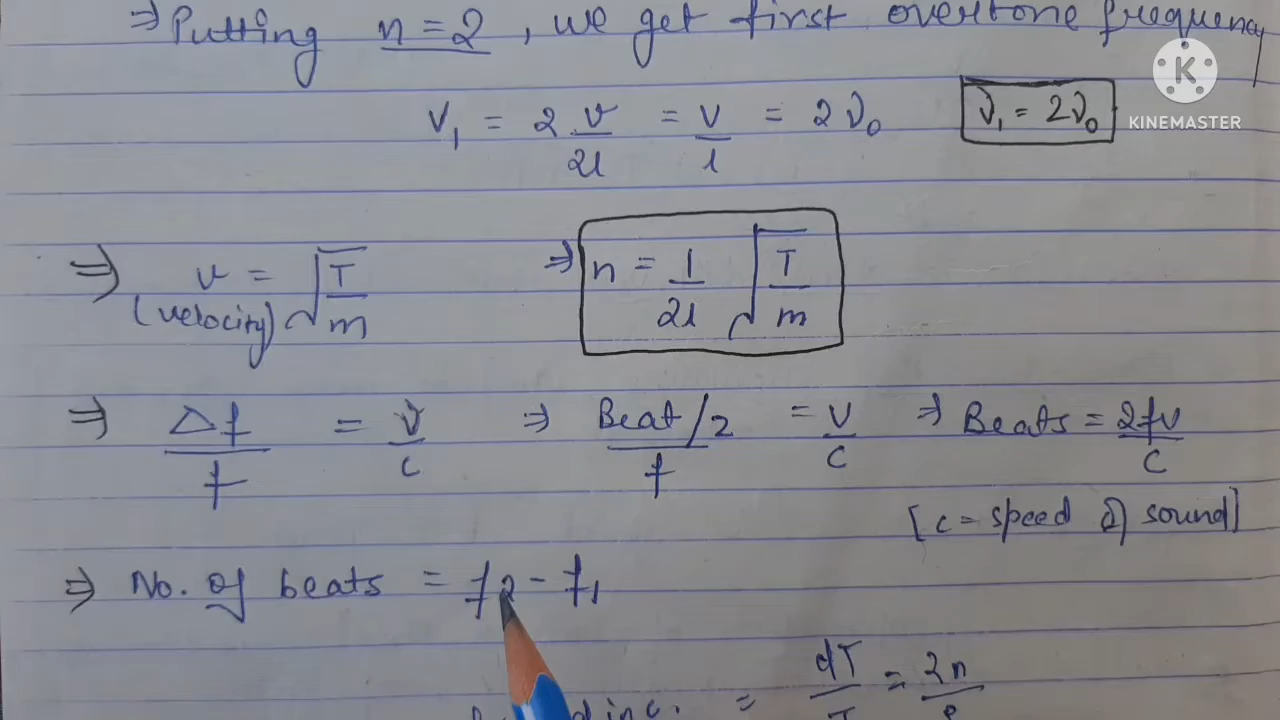 ⇒ Putting n = 2, we get first overtone frequency
ν₁ = 2 v/2l = v/l = 2ν₀ ν₁ = 2ν₀
KINEMASTER
⇒ v = √T/m ⇒ n = 1/2l √T/m
(velocity)
⇒ Δf/f = v/c ⇒ Beat/2/f = v/c ⇒ Beats = 2fv/c
[c = speed of sound]
⇒ No. of beats = f2 - f₁
inc. = dT/T = 2n